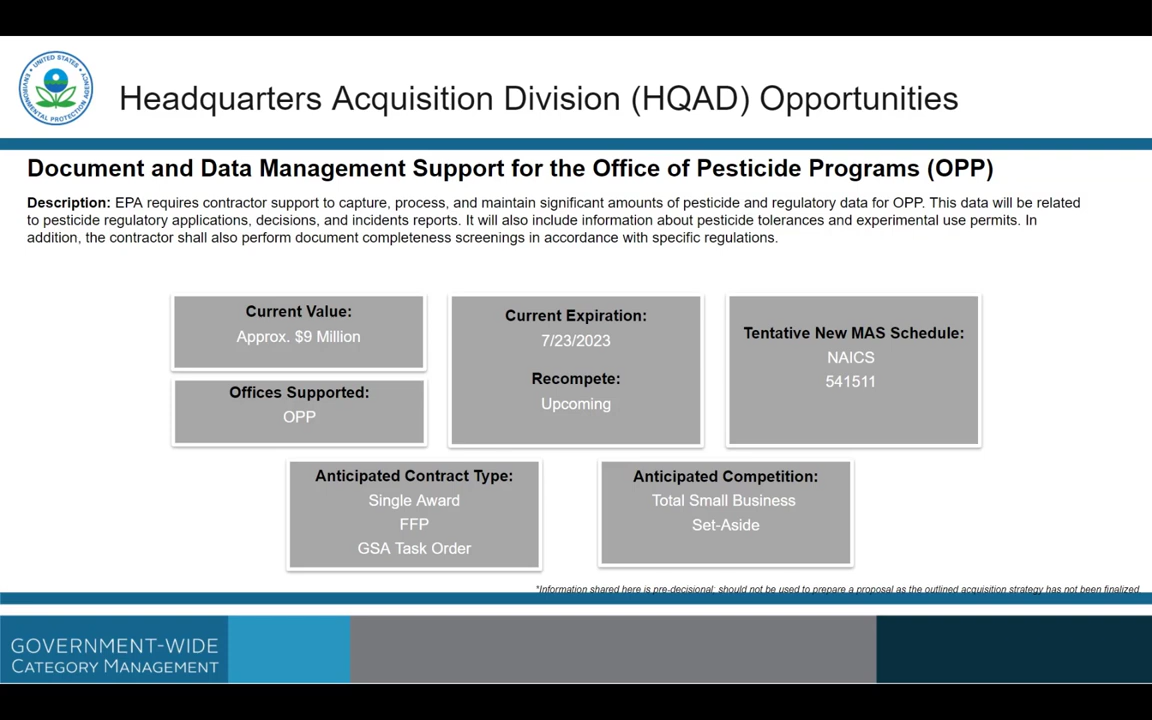 UNITED STATES
ENVIRONMENTAL PROTECTION AGENCY
Headquarters Acquisition Division (HQAD) Opportunities
Document and Data Management Support for the Office of Pesticide Programs (OPP)
Description: EPA requires contractor support to capture, process, and maintain significant amounts of pesticide and regulatory data for OPP. This data will be related
to pesticide regulatory applications, decisions, and incidents reports. It will also include information about pesticide tolerances and experimental use permits. In
addition, the contractor shall also perform document completeness screenings in accordance with specific regulations.
Current Value:
Approx. $9 Million
Offices Supported:
OPP
Current Expiration:
7/23/2023
Recompete:
Upcoming
Tentative New MAS Schedule:
NAICS
541511
Anticipated Contract Type:
Single Award
FFP
GSA Task Order
Anticipated Competition:
Total Small Business
Set-Aside
*Information shared here is pre-decisional; should not be used to prepare a proposal as the outlined acquisition strategy has not been finalized.
GOVERNMENT-WIDE
CATEGORY MANAGEMENT